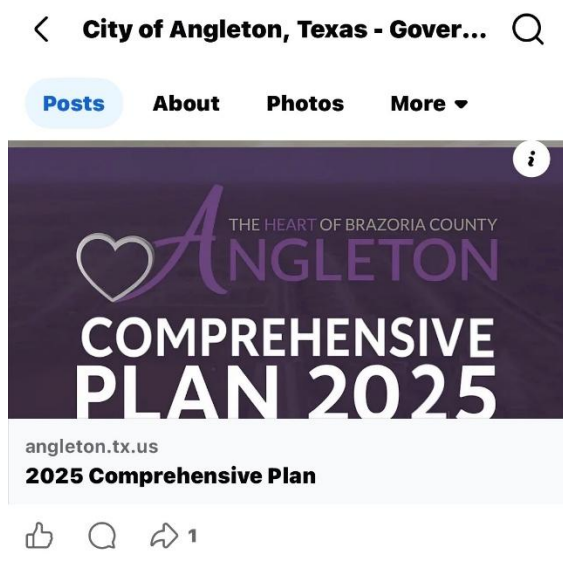 City of Angleton, Texas - Gover...
Posts About Photos More
THE HEART OF BRAZORIA COUNTY
ANGLETON
COMPREHENSIVE
PLAN 2025
angleton.tx.us
2025 Comprehensive Plan
1